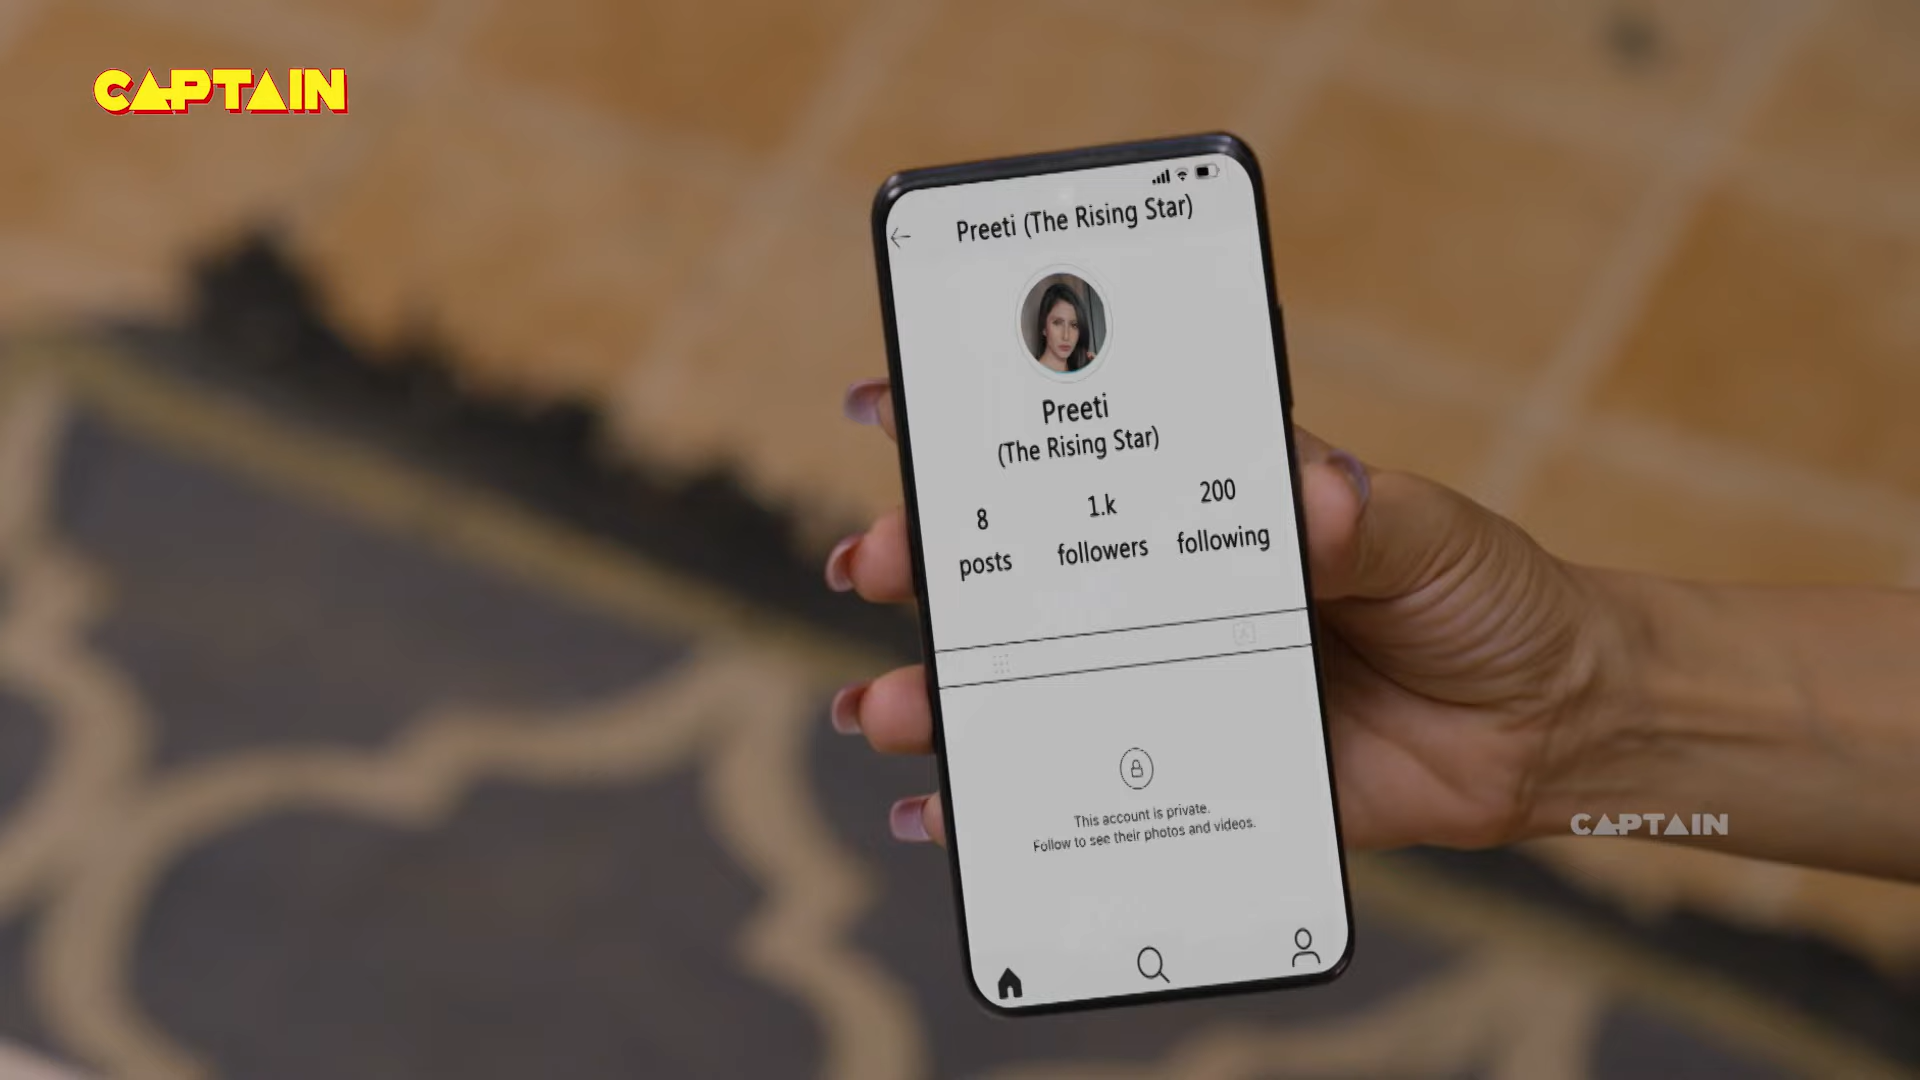 CAPTAIN
Preeti (The Rising Star)
Preeti
(The Rising Star)
8 1.k 200
posts followers following
This account is private.
Follow to see their photos and videos.
CAPTAIN